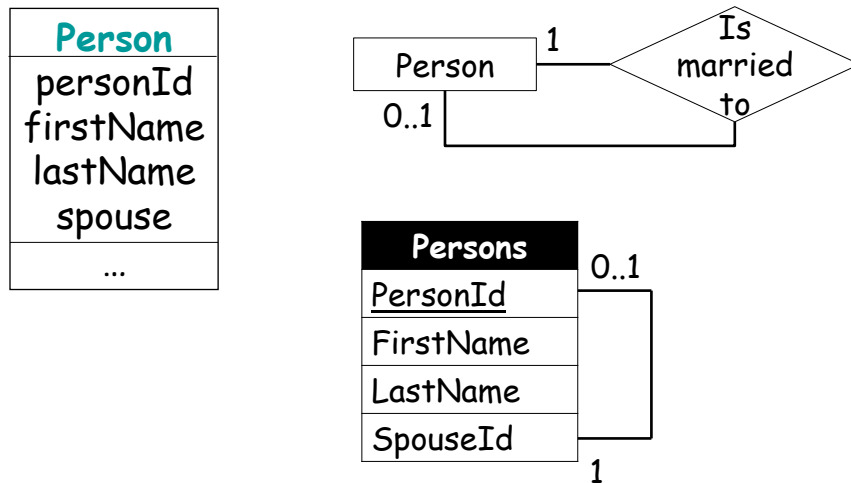 Person
personId
firstName
lastName
spouse
...
Person
1
0..1
Is
married
to
Persons
PersonId
FirstName
LastName
SpouseId
0..1
1